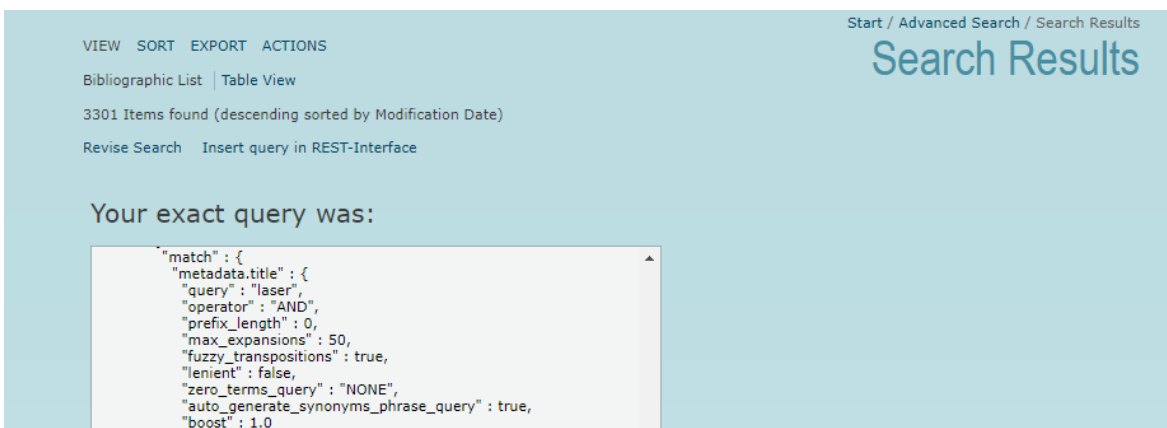 Start / Advanced Search / Search Results
Search Results
VIEW SORT EXPORT ACTIONS
Bibliographic List | Table View
3301 Items found (descending sorted by Modification Date)
Revise Search Insert query in REST-Interface
Your exact query was:
"match" : {
"metadata.title" : {
"query" : "laser",
"operator" : "AND",
"prefix_length" : 0,
"max_expansions" : 50,
"fuzzy_transpositions" : true,
"lenient" : false,
"zero_terms_query" : "NONE",
"auto_generate_synonyms_phrase_query" : true,
"boost" : 1.0